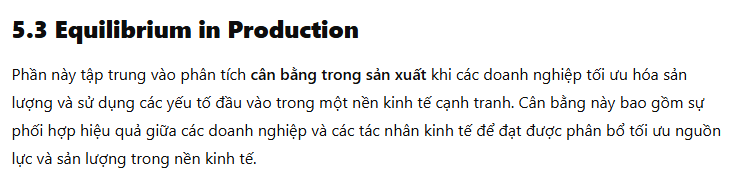 5.3 Equilibrium in Production
Phần này tập trung vào phân tích cân bằng trong sản xuất khi các doanh nghiệp tối ưu hóa sản
lượng và sử dụng các yếu tố đầu vào trong một nền kinh tế cạnh tranh. Cân bằng này bao gồm sự
phối hợp hiệu quả giữa các doanh nghiệp và các tác nhân kinh tế để đạt được phân bổ tối ưu nguồn
lực và sản lượng trong nền kinh tế.